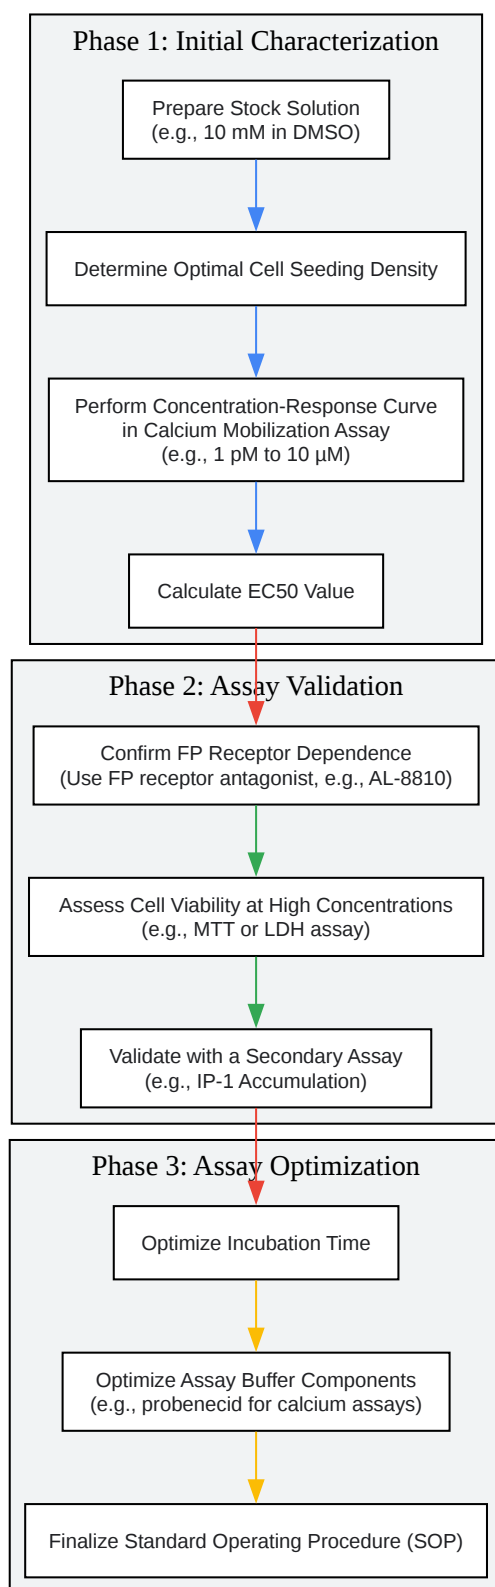 Phase 1: Initial Characterization
Prepare Stock Solution
(e.g., 10 mM in DMSO)
Determine Optimal Cell Seeding Density
Perform Concentration-Response Curve
in Calcium Mobilization Assay
(e.g., 1 pM to 10 µM)
Calculate EC50 Value
Phase 2: Assay Validation
Confirm FP Receptor Dependence
(Use FP receptor antagonist, e.g., AL-8810)
Assess Cell Viability at High Concentrations
(e.g., MTT or LDH assay)
Validate with a Secondary Assay
(e.g., IP-1 Accumulation)
Phase 3: Assay Optimization
Optimize Incubation Time
Optimize Assay Buffer Components
(e.g., probenecid for calcium assays)
Finalize Standard Operating Procedure (SOP)